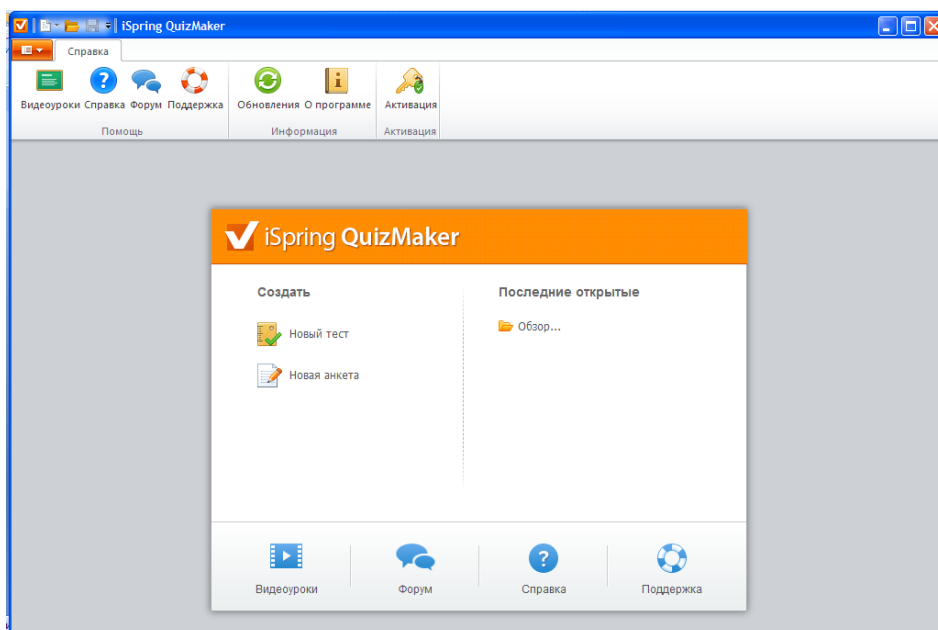 iSpring QuizMaker
Справка
Видеоуроки Справка Форум Поддержка Обновления О программе Активация
Помощь Информация Активация
iSpring QuizMaker
Создать Последние открытые
Новый тест Обзор...
Новая анкета
Видеоуроки Форум Справка Поддержка